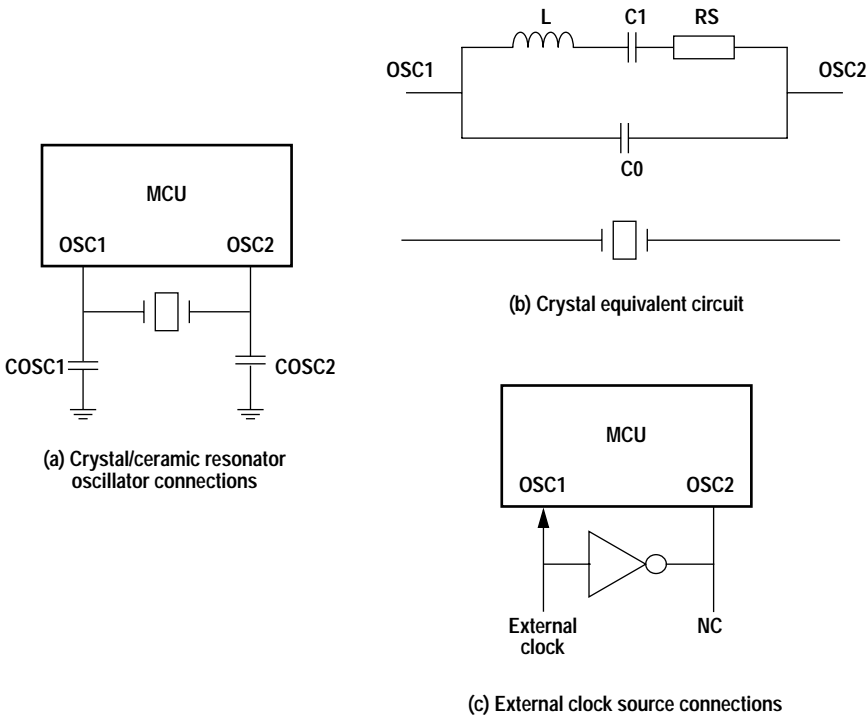 MCU
OSC1 OSC2
COSC1 COSC2
(a) Crystal/ceramic resonator
oscillator connections
L C1 RS
OSC1 OSC2
C0
(b) Crystal equivalent circuit
MCU
OSC1 OSC2
External
clock
NC
(c) External clock source connections